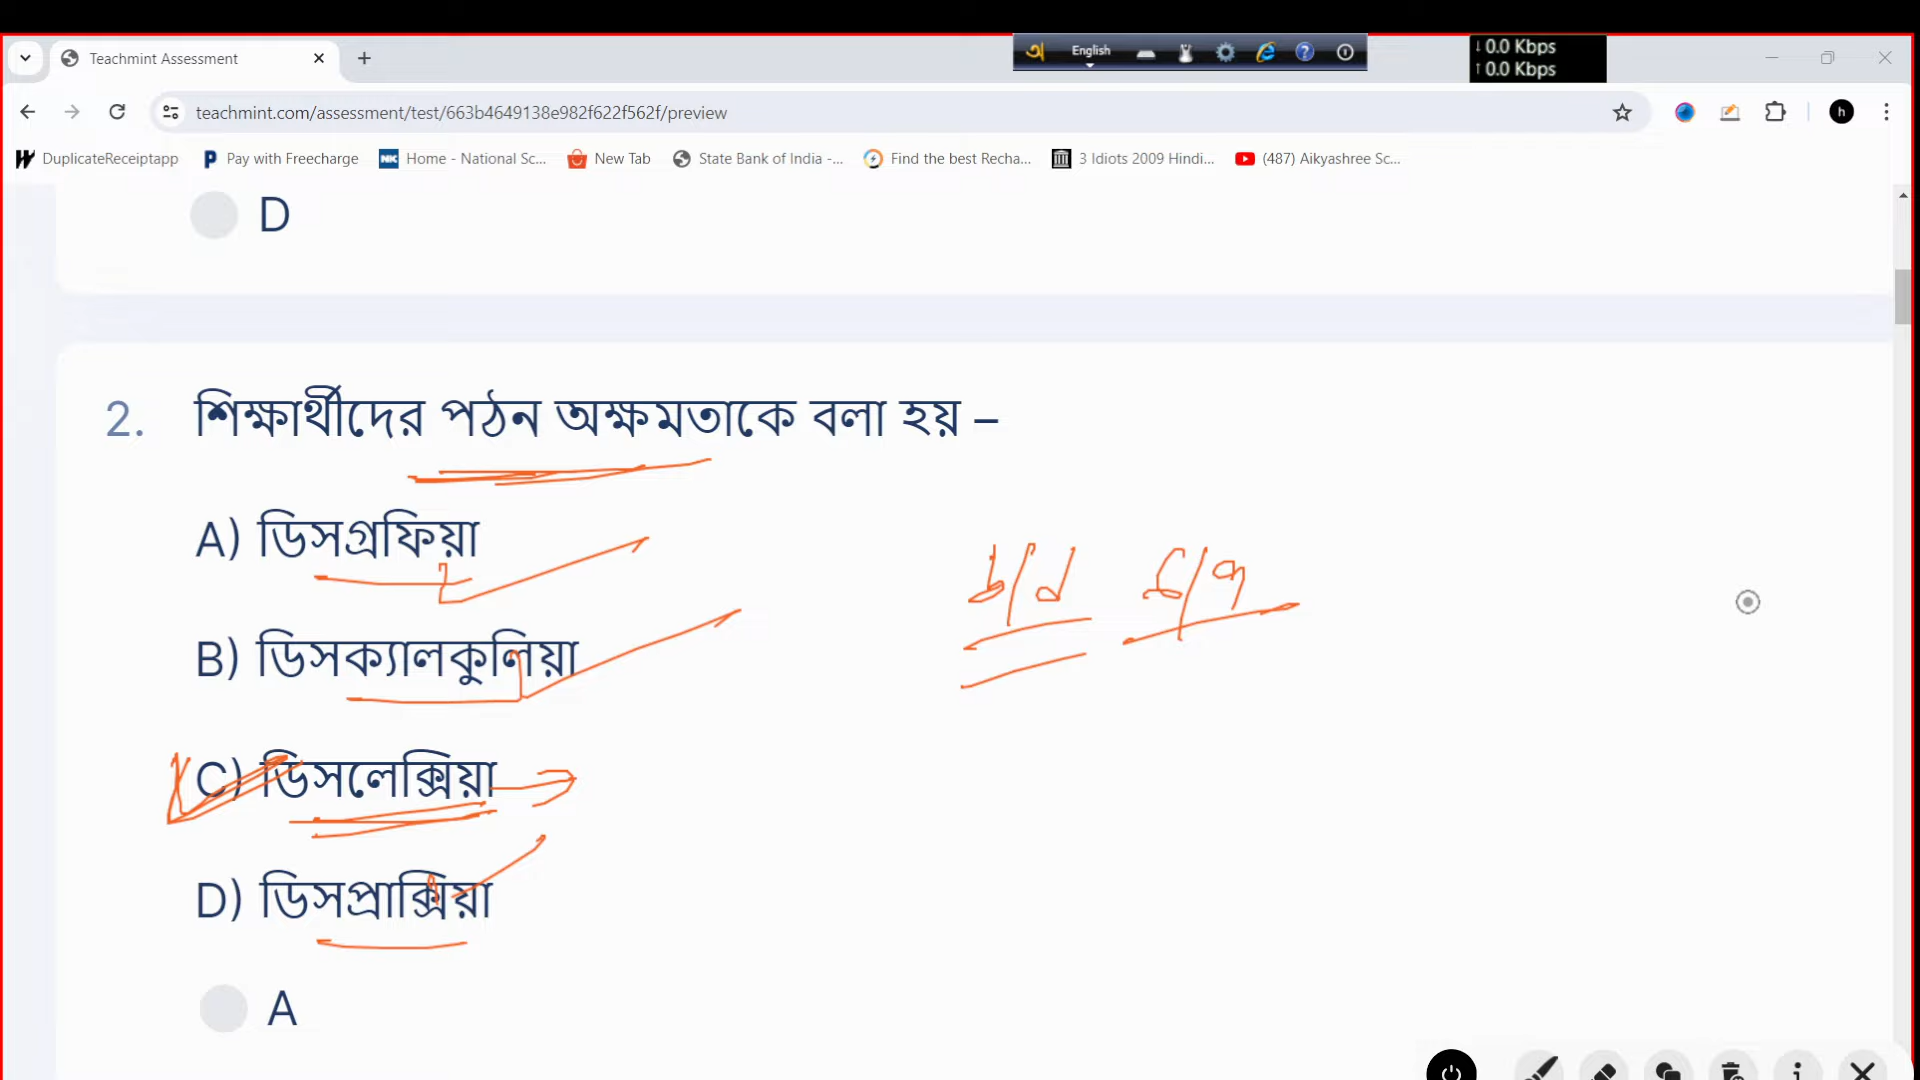 Teachmint Assessment
English
↓ 0.0 Kbps
↑ 0.0 Kbps
teachmint.com/assessment/test/663b4649138e982f622f562f/preview
h
DuplicateReceiptapp
Pay with Freecharge
Home - National Sc...
New Tab
State Bank of India -...
Find the best Recha...
3 Idiots 2009 Hindi...
(487) Aikyashree Sc...
D
2. শিক্ষার্থীদের পঠন অক্ষমতাকে বলা হয় –
A) ডিসগ্রফিয়া
b/d
B) ডিসক্যালকুলিয়া
C) ডিসলেক্সিয়া
D) ডিসপ্রাক্সিয়া
A